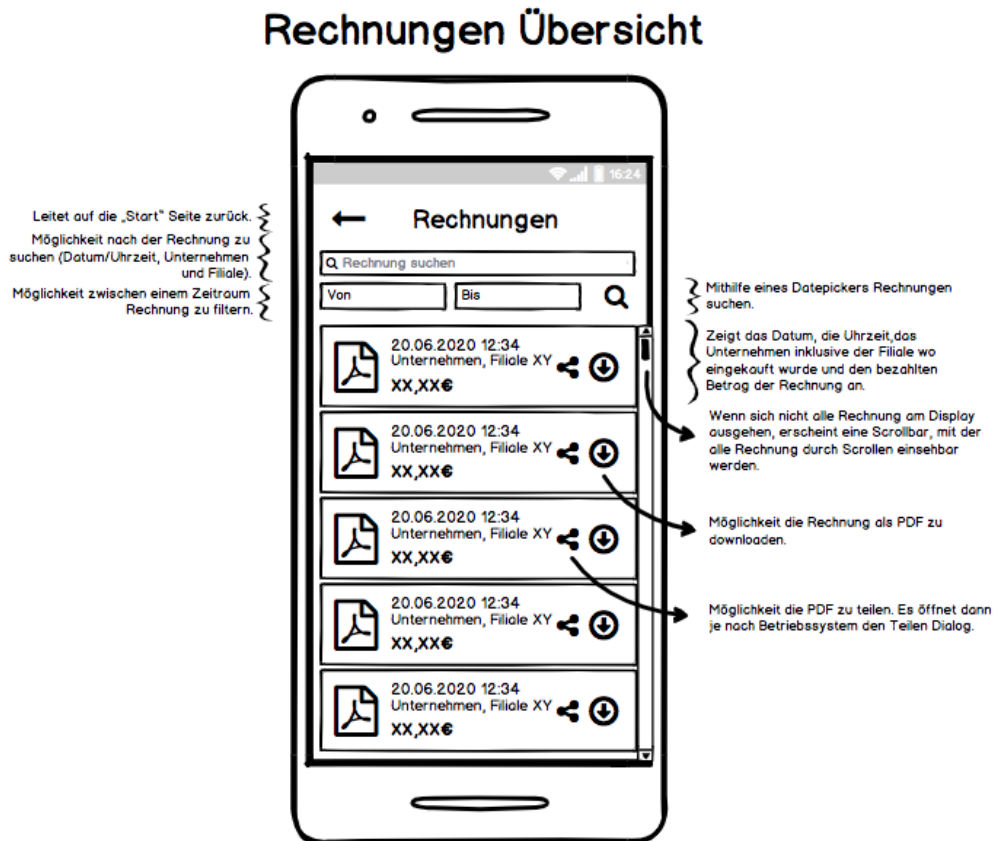 Rechnungen Übersicht
16:24
Rechnungen
Rechnung suchen
Von
Bis
20.06.2020 12:34
Unternehmen, Filiale XY
XX,XX€
20.06.2020 12:34
Unternehmen, Filiale XY
XX,XX€
20.06.2020 12:34
Unternehmen, Filiale XY
XX,XX€
20.06.2020 12:34
Unternehmen, Filiale XY
XX,XX€
20.06.2020 12:34
Unternehmen, Filiale XY
XX,XX€
Leitet auf die „Start" Seite zurück.
Möglichkeit nach der Rechnung zu
suchen (Datum/Uhrzeit, Unternehmen
und Filiale).
Möglichkeit zwischen einem Zeitraum
Rechnung zu filtern.
Mithilfe eines Datepickers Rechnungen
suchen.
Zeigt das Datum, die Uhrzeit,das
Unternehmen inklusive der Filiale wo
eingekauft wurde und den bezahlten
Betrag der Rechnung an.
Wenn sich nicht alle Rechnung am Display
ausgehen, erscheint eine Scrollbar, mit der
alle Rechnung durch Scrollen einsehbar
werden.
Möglichkeit die Rechnung als PDF zu
downloaden.
Möglichkeit die PDF zu teilen. Es öffnet dann
je nach Betriebssystem den Teilen Dialog.